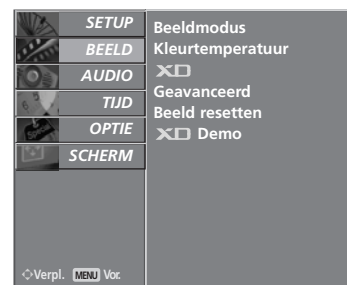 SETUP
BEELD
AUDIO
TIJD
OPTIE
SCHERM
Beeldmodus
Kleurtemperatuur
XD
Geavanceerd
Beeld resetten
XD Demo
Verpl. MENU Vor.